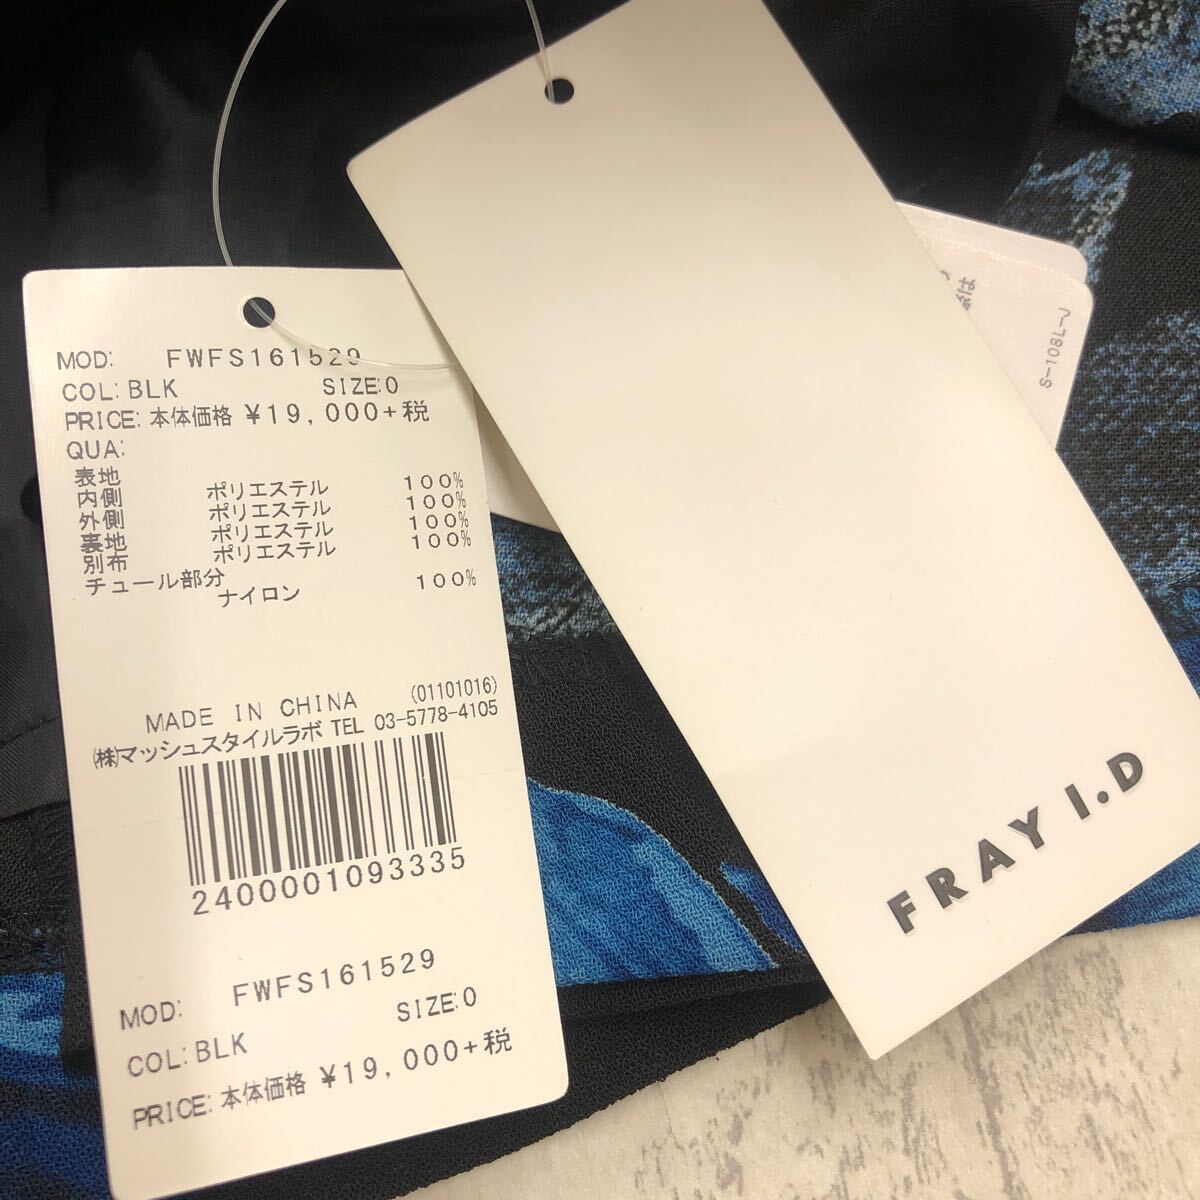 MOD: FWFS161529
COL: BLK SIZE:0
PRICE: 本体価格 ¥19,000+税
QUA:
表地
内側 ポリエステル 100%
外側 ポリエステル 100%
裏地 ポリエステル 100%
別布 ポリエステル 100%
チュール部分
ナイロン 100%
MADE IN CHINA (01101016)
(株)マッシュスタイルラボ TEL 03-5778-4105
2400001093335
MOD: FWFS161529
COL: BLK SIZE:0
PRICE: 本体価格 ¥19,000+税
FRAY I.D
S-108L-J